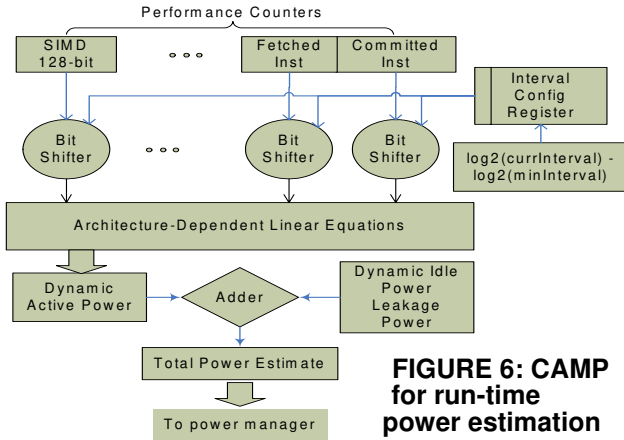 Performance Counters
SIMD
128-bit
Fetched
Inst
Committed
Inst
Interval
Config
Register
Bit
Shifter
Bit
Shifter
Bit
Shifter
log2(currInterval) -
log2(minInterval)
Architecture-Dependent Linear Equations
Dynamic
Active Power
Adder
Dynamic Idle
Power
Leakage
Power
Total Power Estimate
To power manager
FIGURE 6: CAMP
for run-time
power estimation